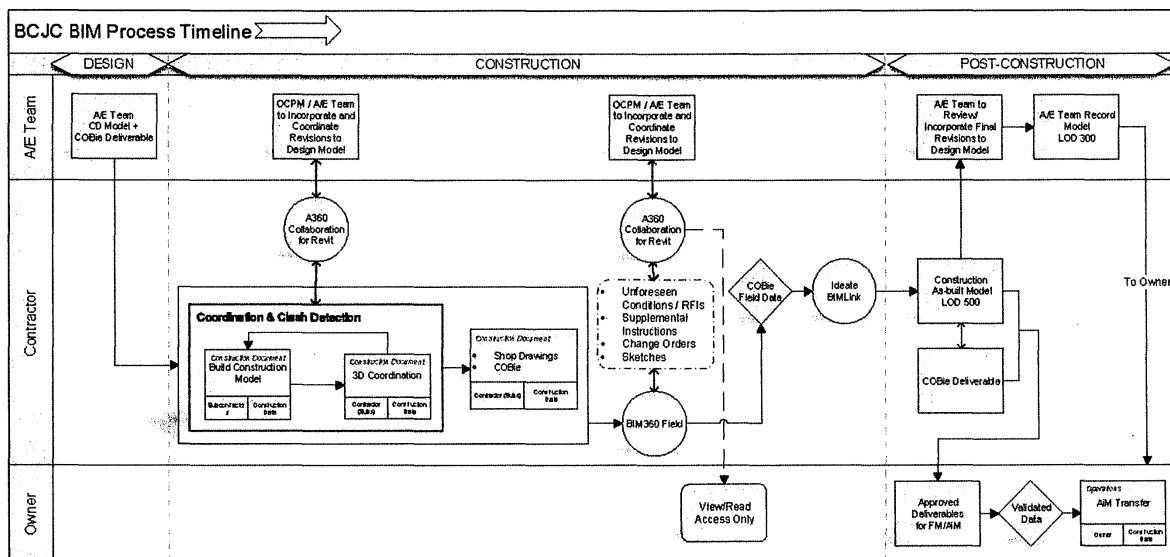 BCJC BIM Process Timeline
DESIGN
CONSTRUCTION
POST-CONSTRUCTION
A/E Team
A/E Team
CD Model +
COBie Deliverable
OCPM / A/E Team
to Incorporate and
Coordinate
Revisions to
Design Model
OCPM / A/E Team
to Incorporate and
Coordinate
Revisions to
Design Model
A/E Team to
Review/
Incorporate Final
Revisions to
Design Model
A/E Team Record
Model
LOD 300
Contractor
A360
Collaboration
for Revit
A360
Collaboration
for Revit
Coordination & Clash Detection
Construction Document
Build Construction
Model
Subcontractor
s
Construction
Data
Construction Document
3D Coordination
Contractor
(Subs)
Construction
Data
Construction Document
• Shop Drawings
• COBie
Contractor (Subs)
Construction
Data
• Unforeseen
Conditions / RFIs
• Supplemental
Instructions
• Change Orders
• Sketches
BIM360 Field
COBie
Field Data
Ideate
BIMLink
Construction
As-built Model
LOD 500
COBie Deliverable
To Owner
Owner
View/Read
Access Only
Approved
Deliverables
for FM/AiM
Validated
Data
Operations
AiM Transfer
Owner
Construction
Data